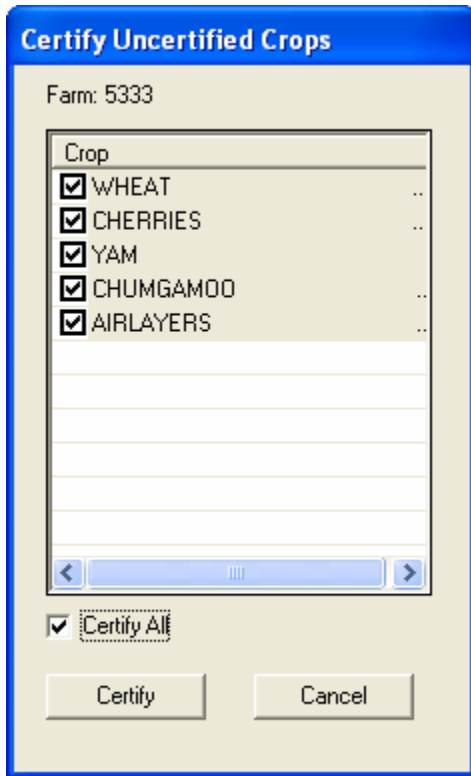 Certify Uncertified Crops
Farm: 5333
Crop
WHEAT ..
CHERRIES ..
YAM
CHUMGAMOO ..
AIRLAYERS ..
Certify All
Certify Cancel